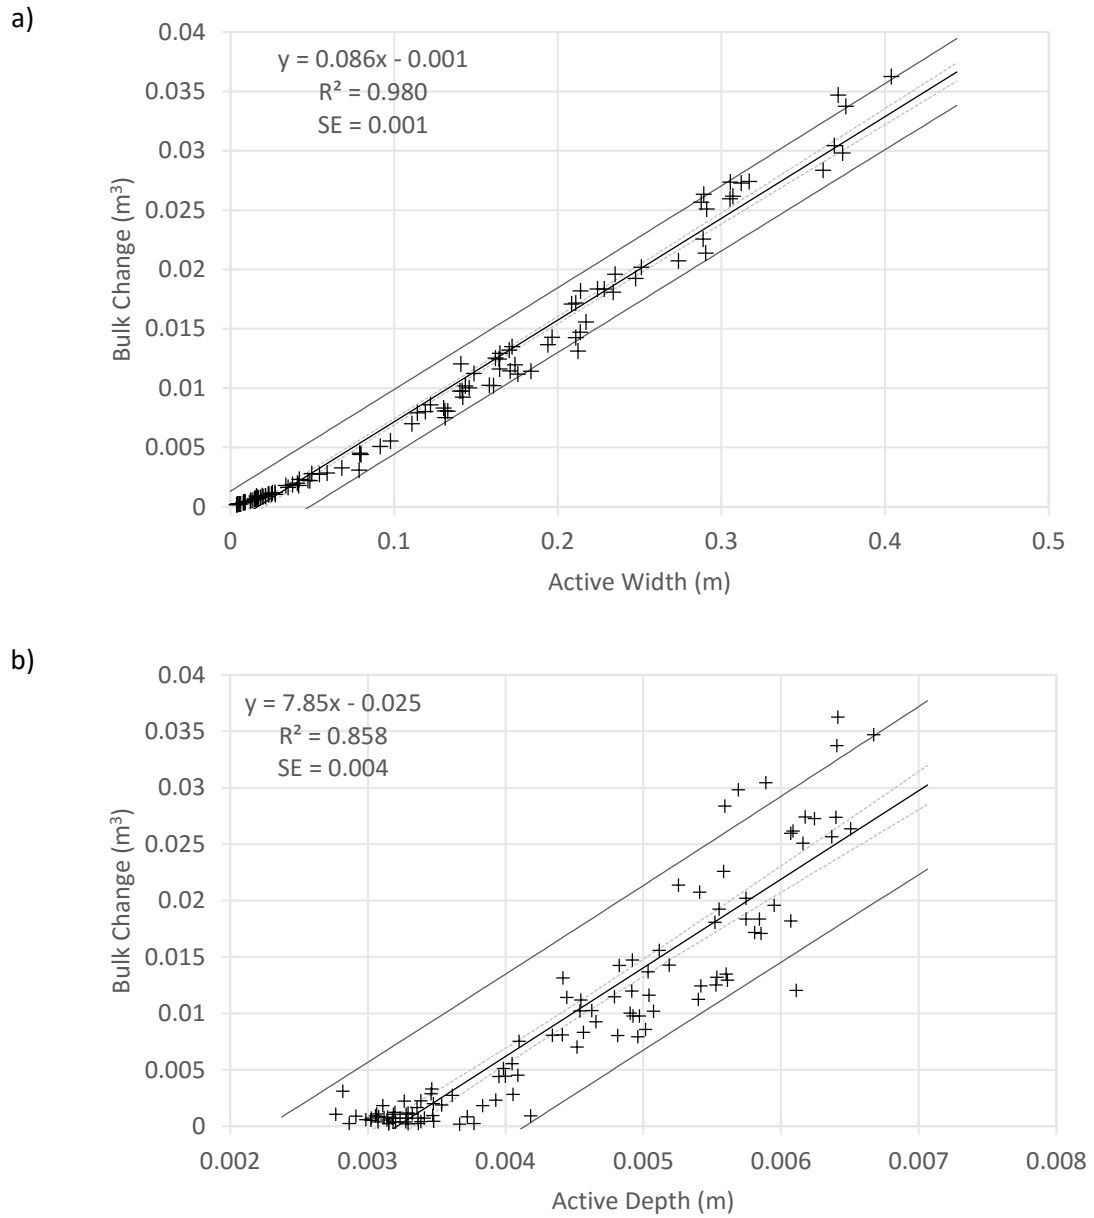 a)
0.04
0.035
0.03
0.025
0.02
0.015
0.01
0.005
0
Bulk Change (m³)
y = 0.086x - 0.001
R² = 0.980
SE = 0.001
0 0.1 0.2 0.3 0.4 0.5
Active Width (m)
b)
0.04
0.035
0.03
0.025
0.02
0.015
0.01
0.005
0
Bulk Change (m³)
y = 7.85x - 0.025
R² = 0.858
SE = 0.004
0.002 0.003 0.004 0.005 0.006 0.007 0.008
Active Depth (m)